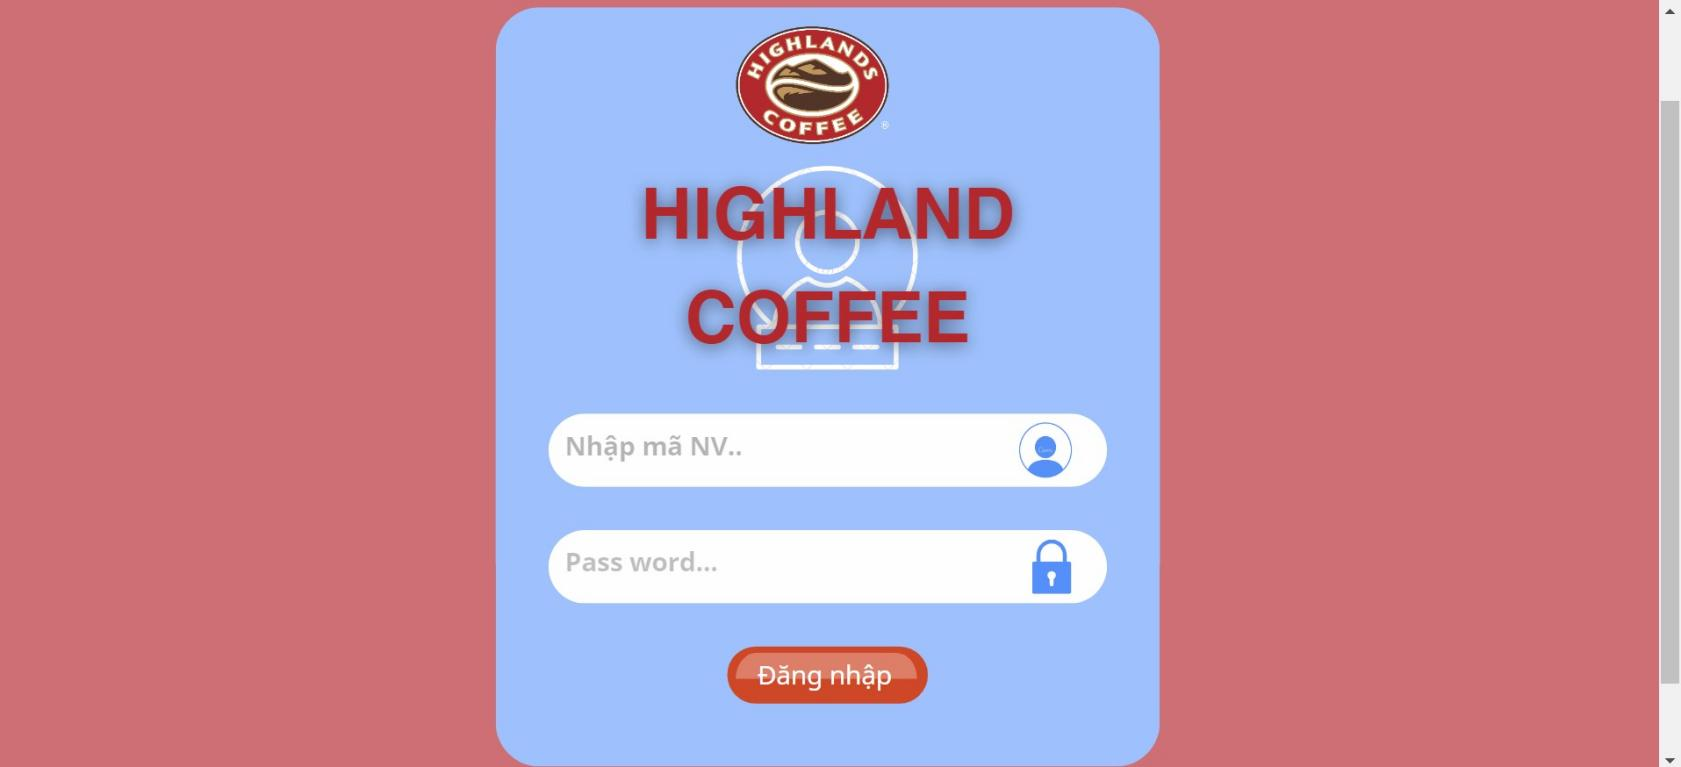 HIGHLANDS
COFFEE
®
HIGHLAND
COFFEE
Nhập mã NV..
Pass word...
Đăng nhập